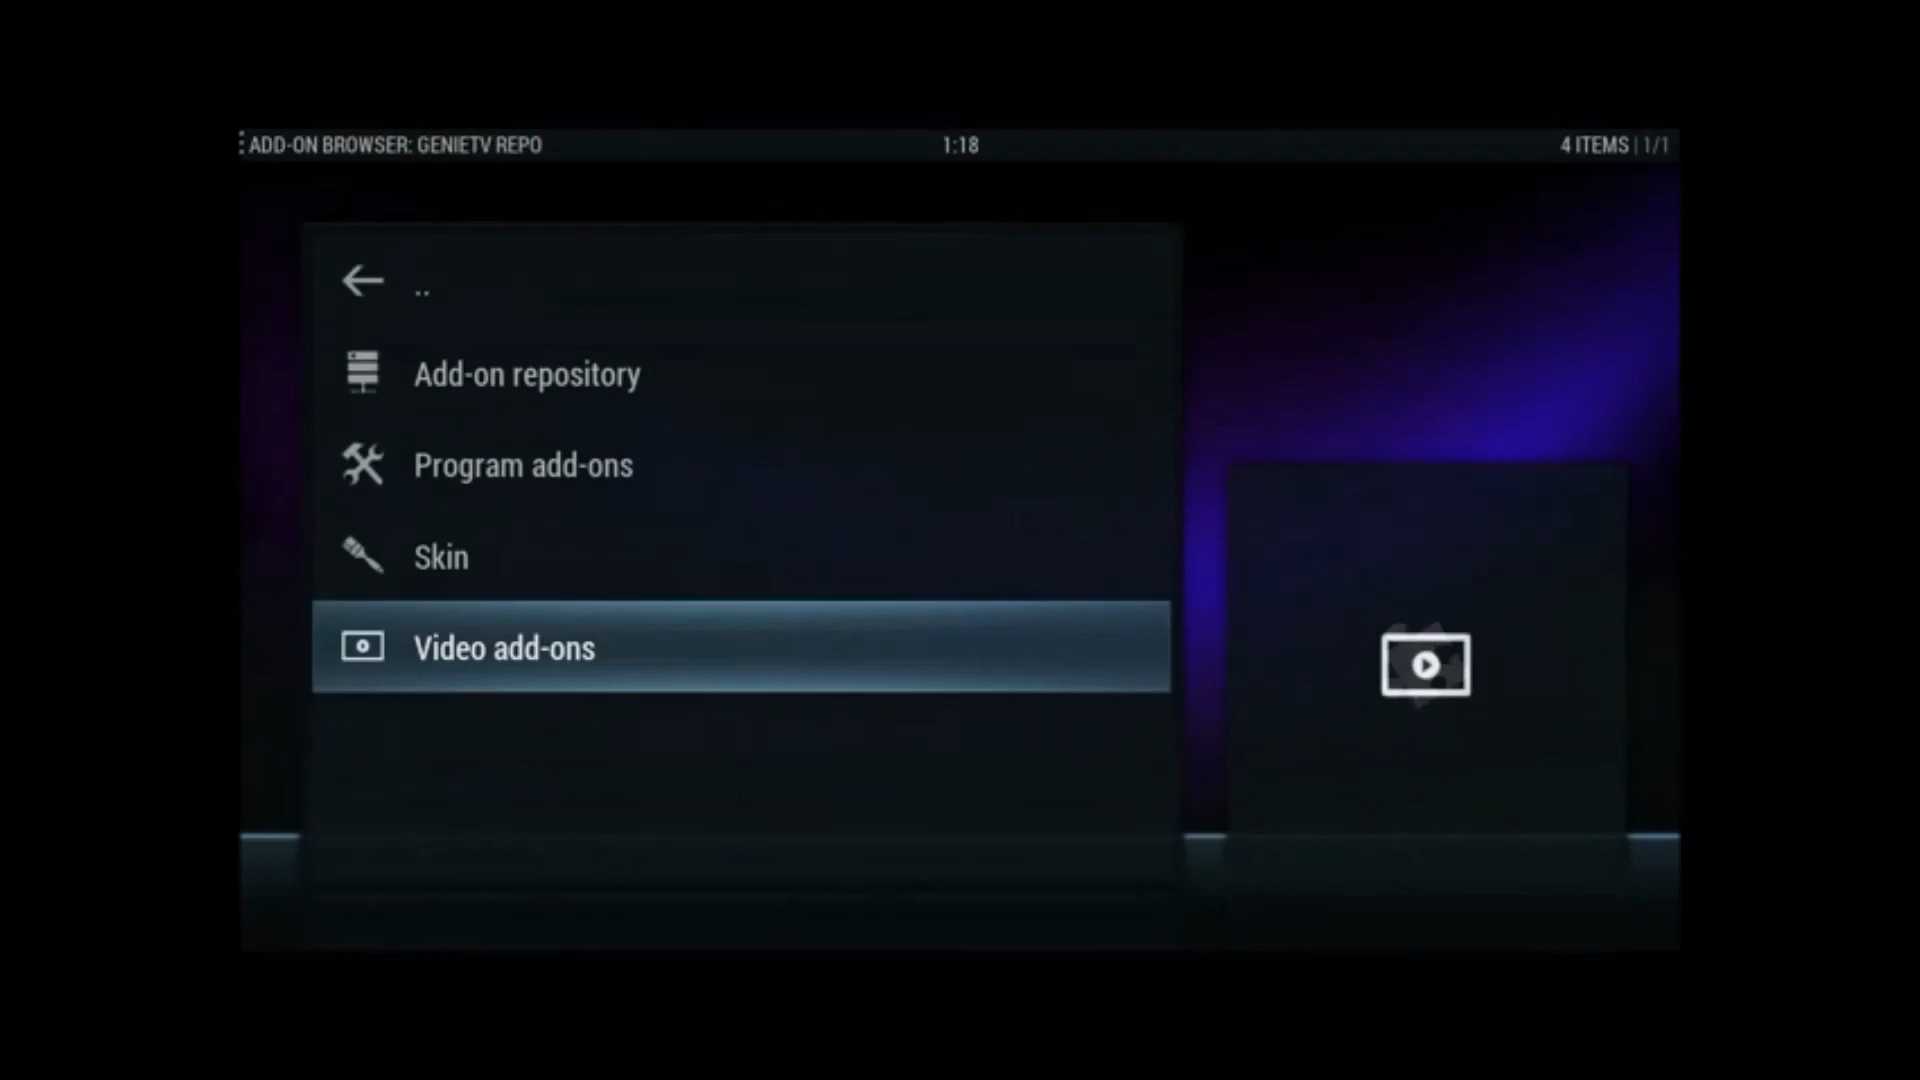 ADD-ON BROWSER: GENIETV REPO
1:18
4 ITEMS | 1/1
..
Add-on repository
Program add-ons
Skin
Video add-ons